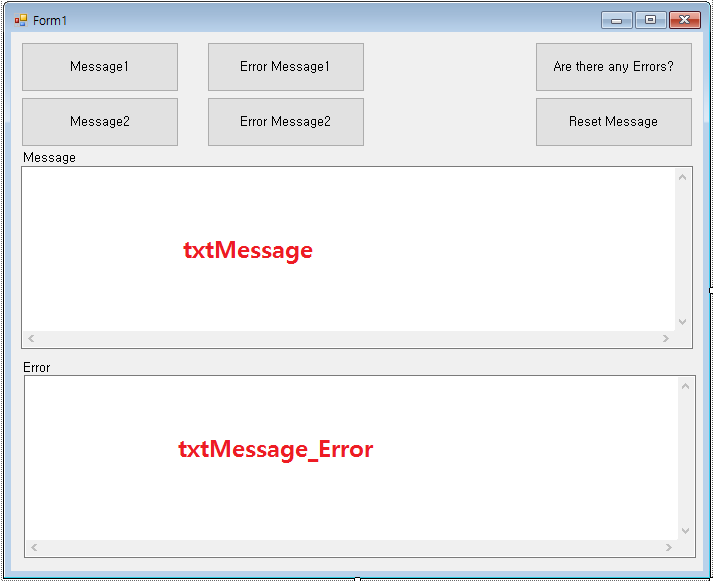 Form1
Message1
Error Message1
Are there any Errors?
Message2
Error Message2
Reset Message
Message
txtMessage
Error
txtMessage_Error